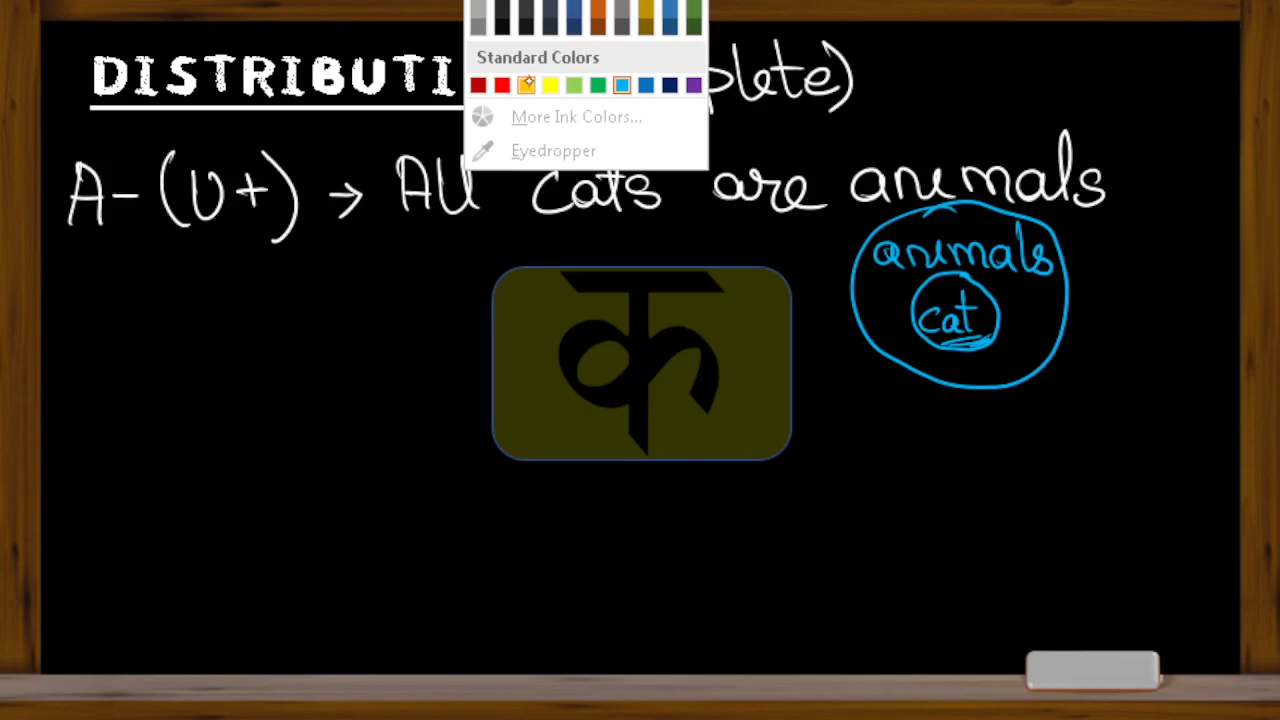 DISTRIBUTI plete)
Standard Colors
More Ink Colors...
Eyedropper
A-(U+) → All cats are animals
animals
cat
क